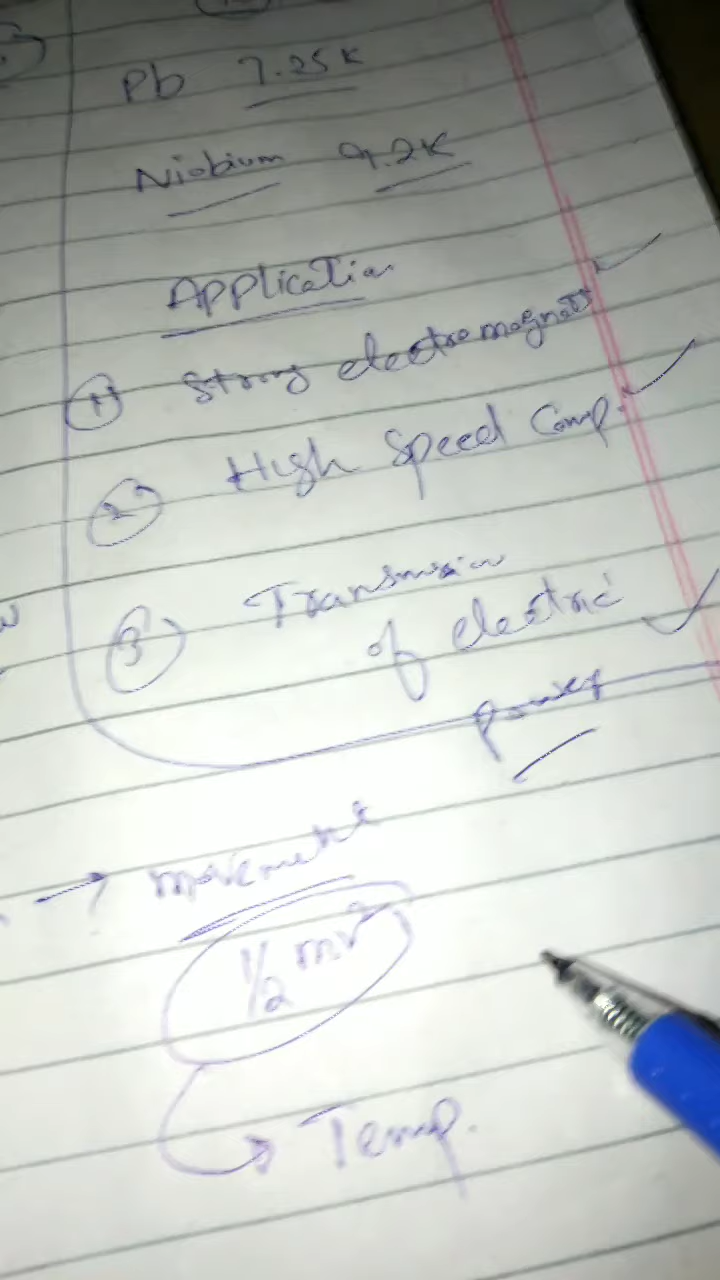 Pb 7.25K
Niobium 9.2K
Application
1 Strong electromagnets
2 High Speed Comp.
3 Transmission
of electric
power
→ movement
1/2 mv²
Temp.